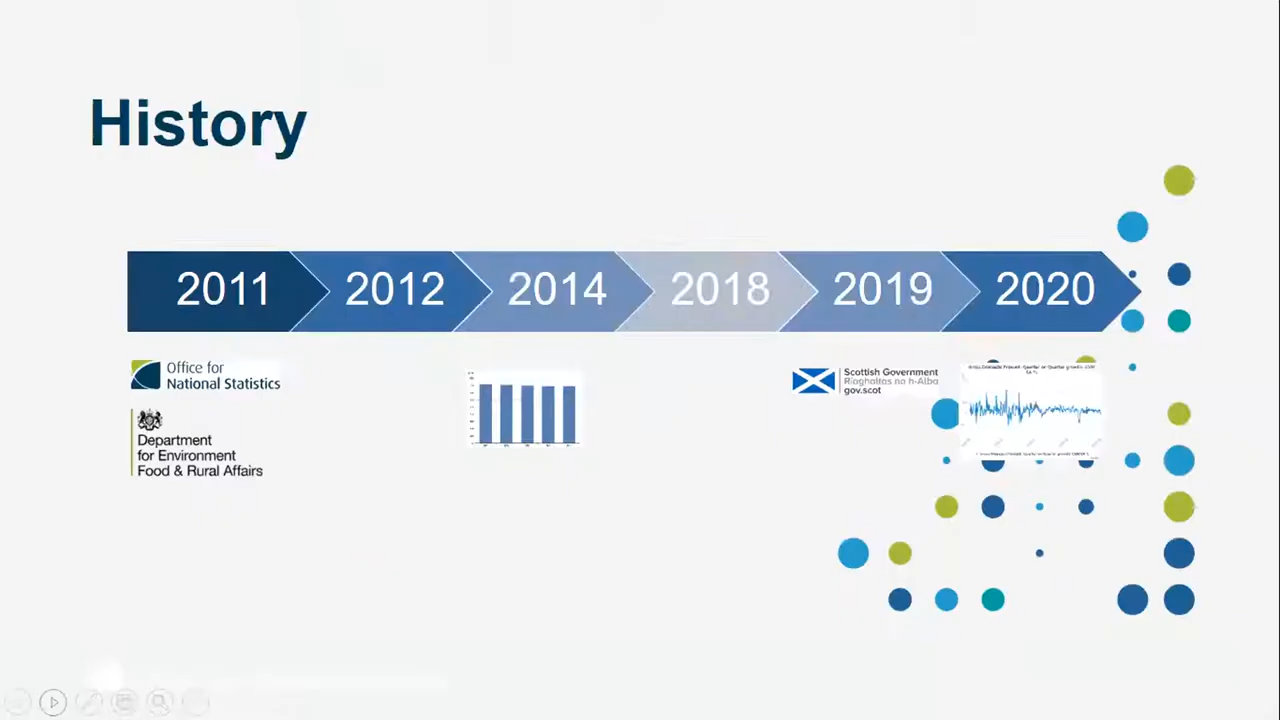 History
2011
2012
2014
2018
2019
2020
Office for
National Statistics
Department
for Environment
Food & Rural Affairs
Scottish Government
Riaghaltas na h-Alba
gov.scot